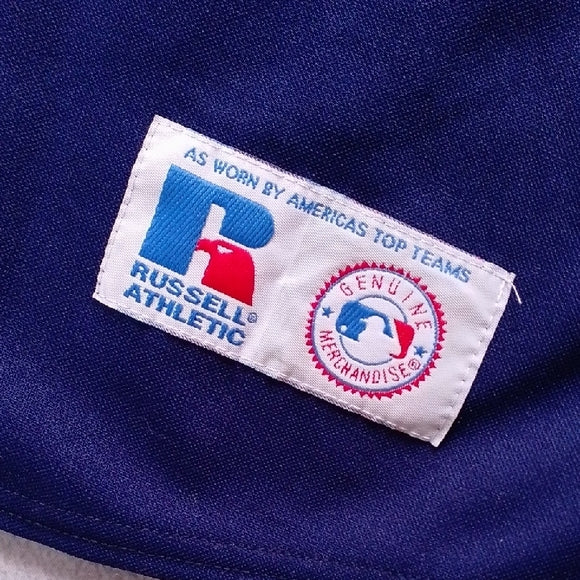 AS WORN BY AMERICAS TOP TEAMS
RUSSELL®
ATHLETIC
GENUINE
MERCHANDISE®